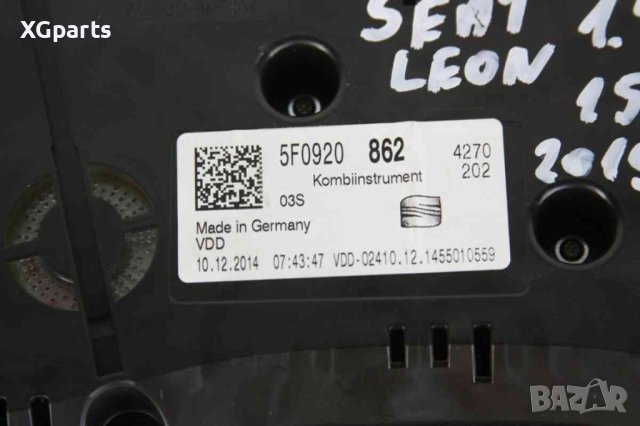 XGparts
SEAT 1.
LEON
2015
5F0920 862 4270
Kombiinstrument 202
03S
Made in Germany
VDD
10.12.2014 07:43:47 VDD-02410.12.1455010559
BAZAR